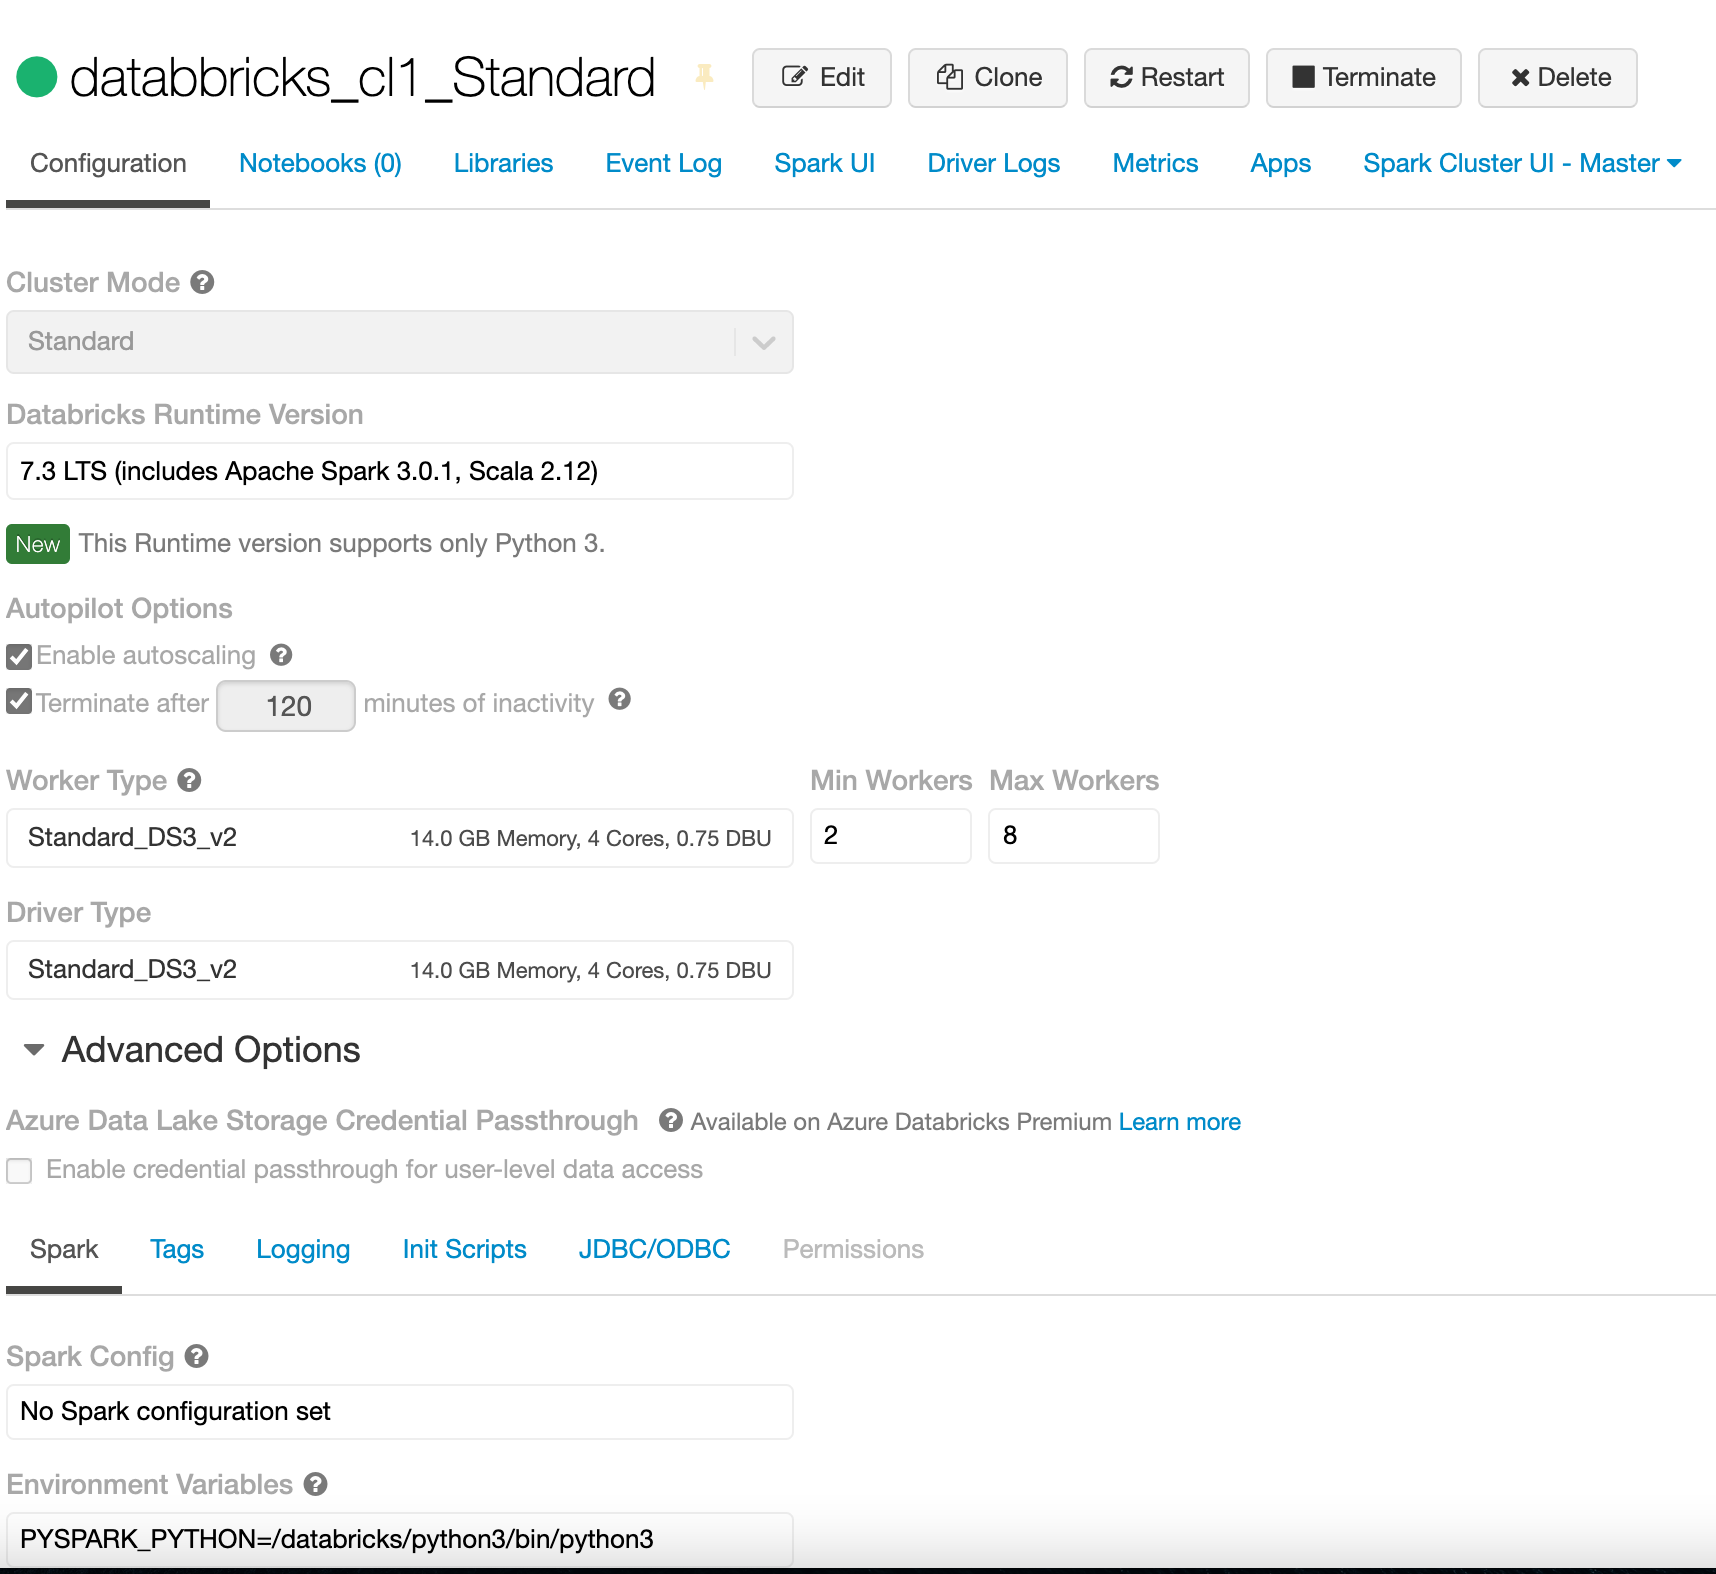 databbricks_cl1_Standard Edit Clone Restart Terminate Delete
Configuration Notebooks (0) Libraries Event Log Spark UI Driver Logs Metrics Apps Spark Cluster UI - Master
Cluster Mode ?
Standard
Databricks Runtime Version
7.3 LTS (includes Apache Spark 3.0.1, Scala 2.12)
New This Runtime version supports only Python 3.
Autopilot Options
Enable autoscaling ?
Terminate after 120 minutes of inactivity ?
Worker Type ? Min Workers Max Workers
Standard_DS3_v2 14.0 GB Memory, 4 Cores, 0.75 DBU 2 8
Driver Type
Standard_DS3_v2 14.0 GB Memory, 4 Cores, 0.75 DBU
Advanced Options
Azure Data Lake Storage Credential Passthrough ? Available on Azure Databricks Premium Learn more
Enable credential passthrough for user-level data access
Spark Tags Logging Init Scripts JDBC/ODBC Permissions
Spark Config ?
No Spark configuration set
Environment Variables ?
PYSPARK_PYTHON=/databricks/python3/bin/python3